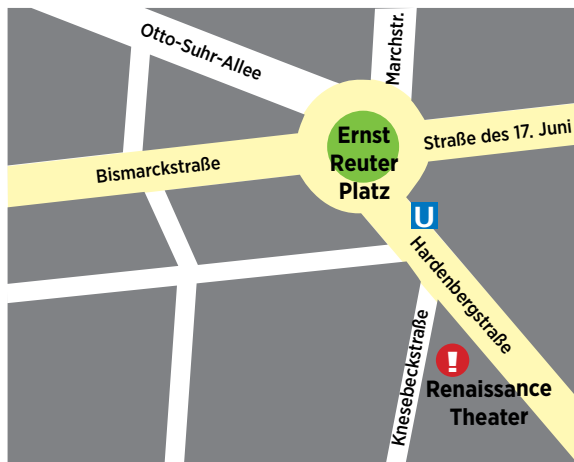 Otto-Suhr-Allee
Marchstr.
Ernst
Reuter
Platz
Straße des 17. Juni
Bismarckstraße
U
Hardenbergstraße
Knesebeckstraße
!
Renaissance
Theater